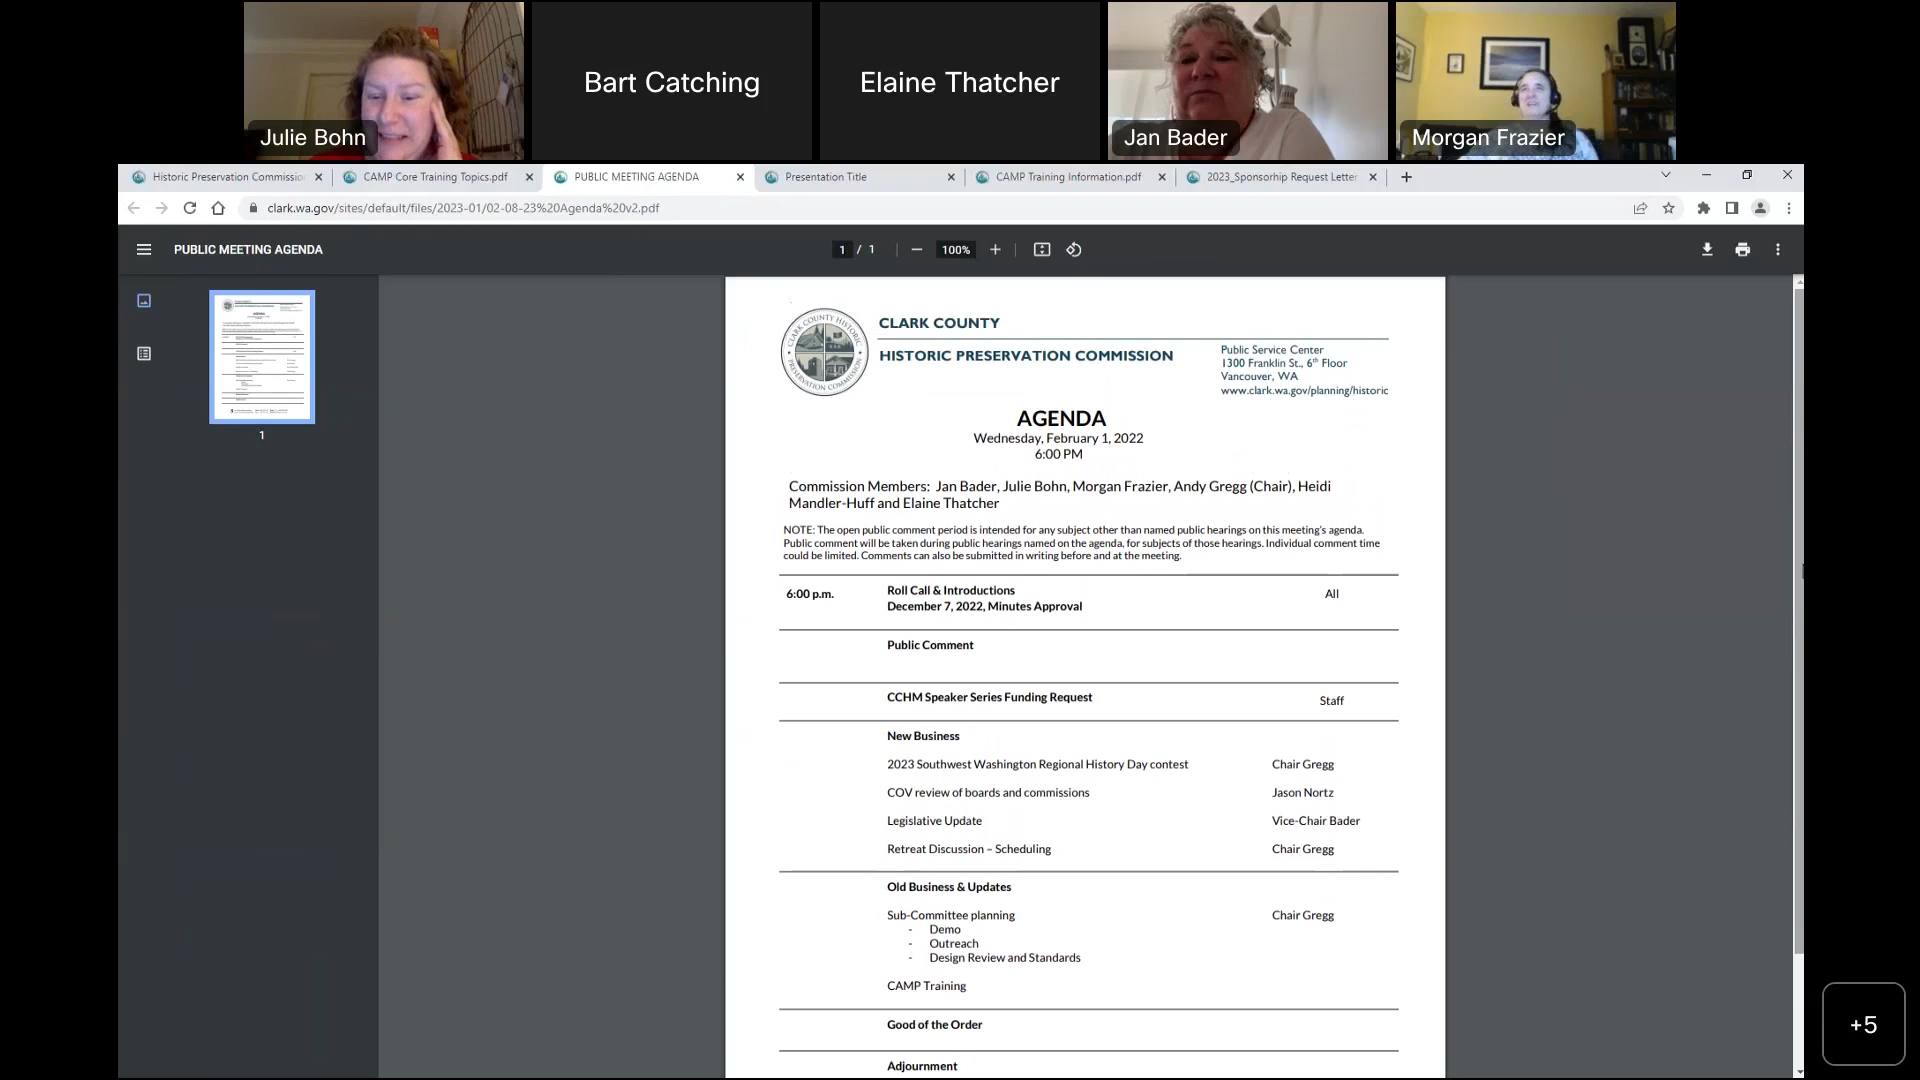 Julie Bohn
Bart Catching
Elaine Thatcher
Jan Bader
Morgan Frazier
Historic Preservation Commissio
CAMP Core Training Topics.pdf
PUBLIC MEETING AGENDA
Presentation Title
CAMP Training Information.pdf
2023_Sponsorhip Request Letter
clark.wa.gov/sites/default/files/2023-01/02-08-23%20Agenda%20v2.pdf
PUBLIC MEETING AGENDA
1 / 1
100%
1
CLARK COUNTY HISTORIC PRESERVATION COMMISSION
CLARK COUNTY
HISTORIC PRESERVATION COMMISSION
Public Service Center
1300 Franklin St., 6th Floor
Vancouver, WA
www.clark.wa.gov/planning/historic
AGENDA
Wednesday, February 1, 2022
6:00 PM
Commission Members: Jan Bader, Julie Bohn, Morgan Frazier, Andy Gregg (Chair), Heidi
Mandler-Huff and Elaine Thatcher
NOTE: The open public comment period is intended for any subject other than named public hearings on this meeting's agenda.
Public comment will be taken during public hearings named on the agenda, for subjects of those hearings. Individual comment time
could be limited. Comments can also be submitted in writing before and at the meeting.
6:00 p.m. Roll Call & Introductions All
December 7, 2022, Minutes Approval
Public Comment
CCHM Speaker Series Funding Request Staff
New Business
2023 Southwest Washington Regional History Day contest Chair Gregg
COV review of boards and commissions Jason Nortz
Legislative Update Vice-Chair Bader
Retreat Discussion – Scheduling Chair Gregg
Old Business & Updates
Sub-Committee planning Chair Gregg
- Demo
- Outreach
- Design Review and Standards
CAMP Training
Good of the Order
Adjournment
+5